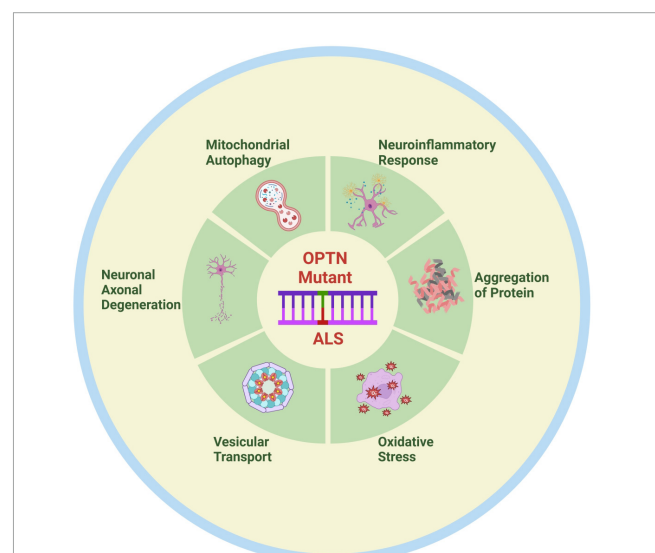 Mitochondrial
Autophagy
Neuroinflammatory
Response
OPTN
Mutant
Neuronal
Axonal
Degeneration
Aggregation
of Protein
ALS
Vesicular
Transport
Oxidative
Stress